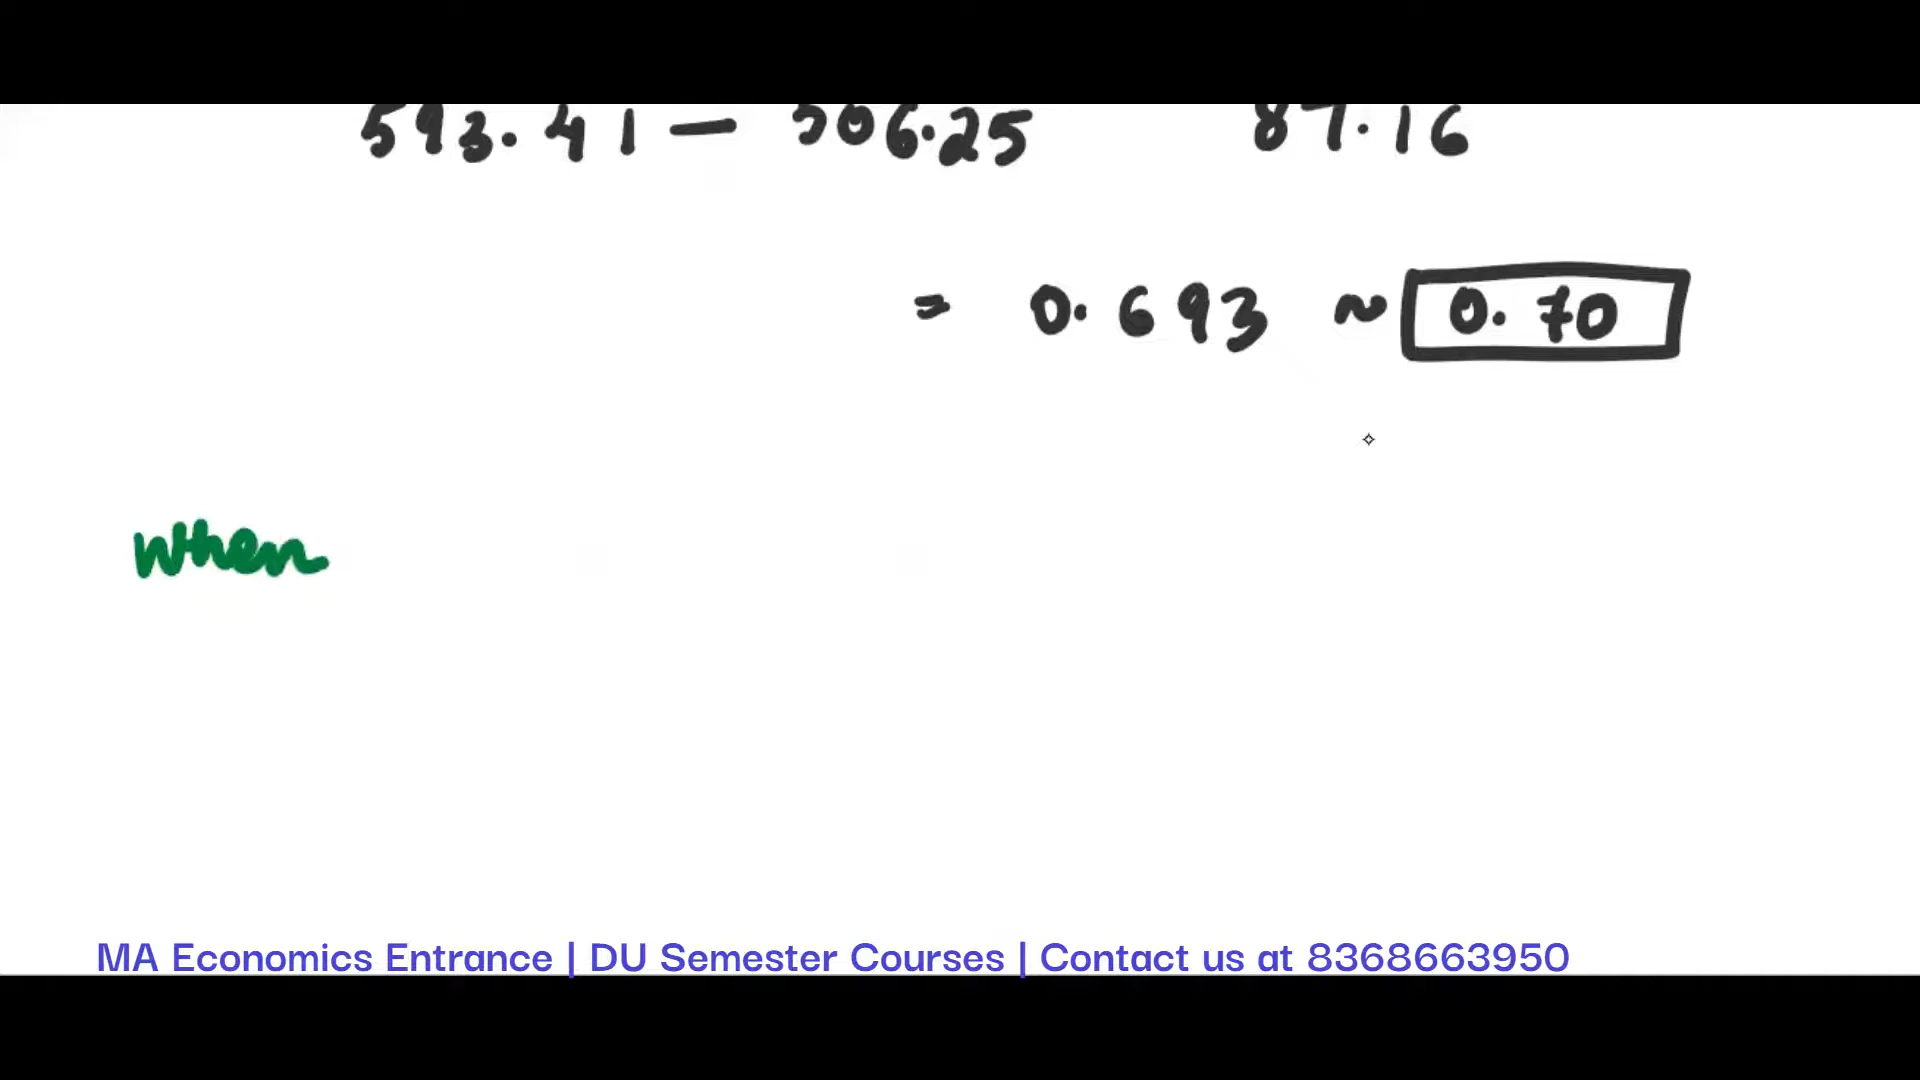 593.41 - 506.25 87.16
= 0.693 ~ 0.70
when
MA Economics Entrance | DU Semester Courses | Contact us at 8368663950